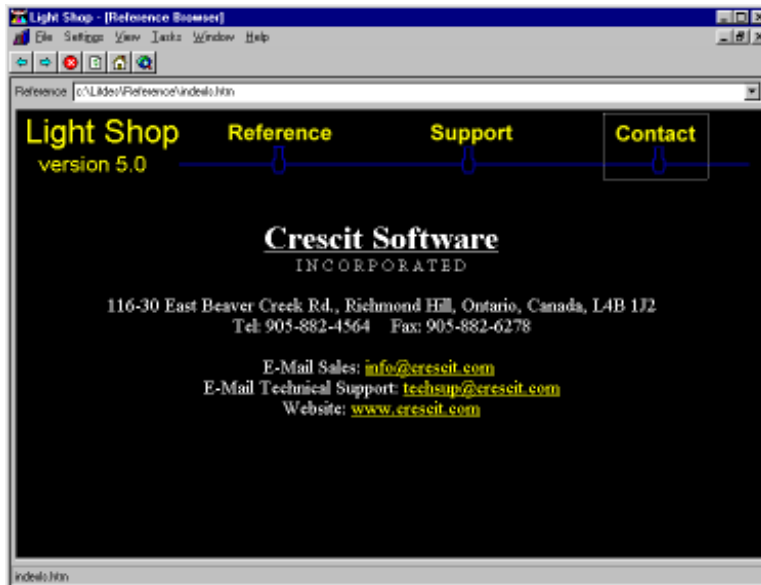 Light Shop - [Reference Browser]
File Settings View Tasks Window Help
Reference c:\Lildes\Reference\indexls.htm
Light Shop Reference Support Contact
version 5.0
Crescit Software
INCORPORATED
116-30 East Beaver Creek Rd., Richmond Hill, Ontario, Canada, L4B 1J2
Tel: 905-882-4564 Fax: 905-882-6278
E-Mail Sales: info@crescit.com
E-Mail Technical Support: techsup@crescit.com
Website: www.crescit.com
indexls.htm